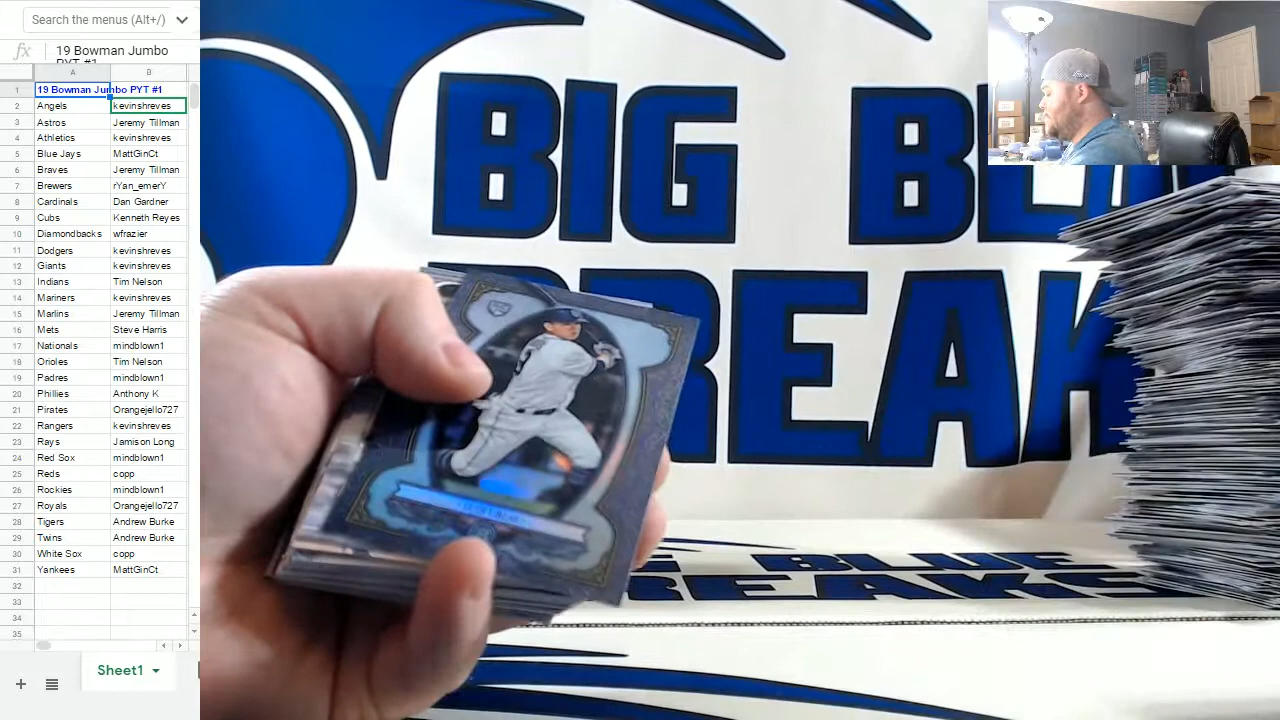 Search the menus (Alt+/)
fx 19 Bowman Jumbo
PYT #1
A B
1 19 Bowman Jumbo PYT #1
2 Angels kevinshreves
3 Astros Jeremy Tillman
4 Athletics kevinshreves
5 Blue Jays MattGinCt
6 Braves Jeremy Tillman
7 Brewers rYan_emerY
8 Cardinals Dan Gardner
9 Cubs Kenneth Reyes
10 Diamondbacks wfrazier
11 Dodgers kevinshreves
12 Giants kevinshreves
13 Indians Tim Nelson
14 Mariners kevinshreves
15 Marlins Jeremy Tillman
16 Mets Steve Harris
17 Nationals mindblown1
18 Orioles Tim Nelson
19 Padres mindblown1
20 Phillies Anthony K
21 Pirates Orangejello727
22 Rangers kevinshreves
23 Rays Jamison Long
24 Red Sox mindblown1
25 Reds copp
26 Rockies mindblown1
27 Royals Orangejello727
28 Tigers Andrew Burke
29 Twins Andrew Burke
30 White Sox copp
31 Yankees MattGinCt
32
33
34
Sheet1
BIG BL
BREAK
E BLUE
REAKS